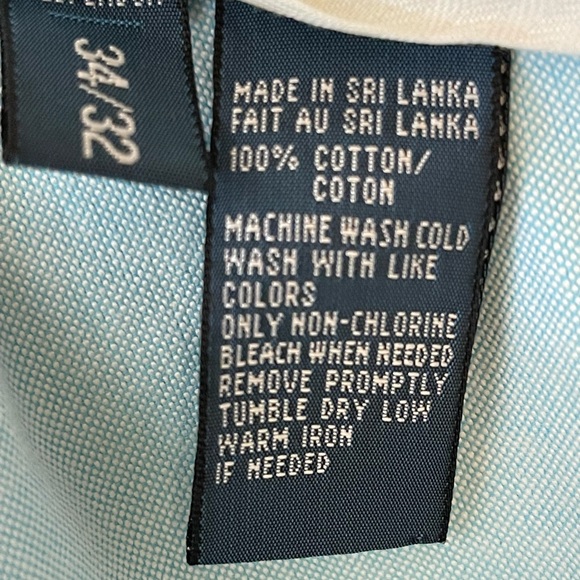 34/32
MADE IN SRI LANKA
FAIT AU SRI LANKA
100% COTTON/
COTON
MACHINE WASH COLD
WASH WITH LIKE
COLORS
ONLY NON-CHLORINE
BLEACH WHEN NEEDED
REMOVE PROMPTLY
TUMBLE DRY LOW
WARM IRON
IF NEEDED